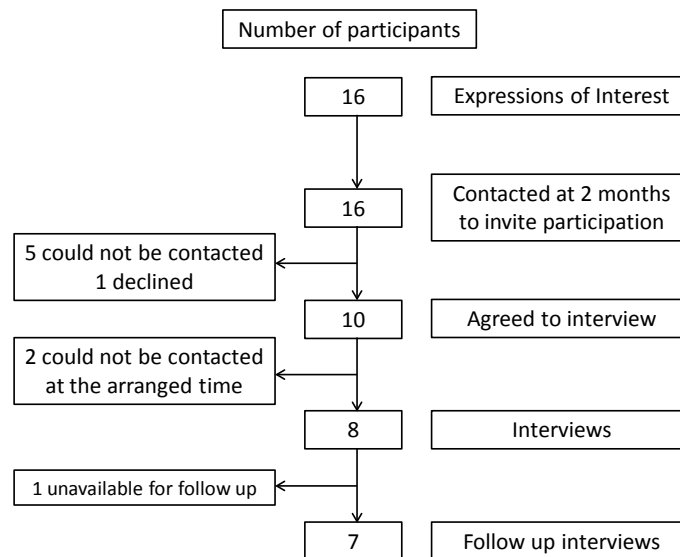 Number of participants
16
Expressions of Interest
16
Contacted at 2 months
to invite participation
5 could not be contacted
1 declined
10
Agreed to interview
2 could not be contacted
at the arranged time
8
Interviews
1 unavailable for follow up
7
Follow up interviews